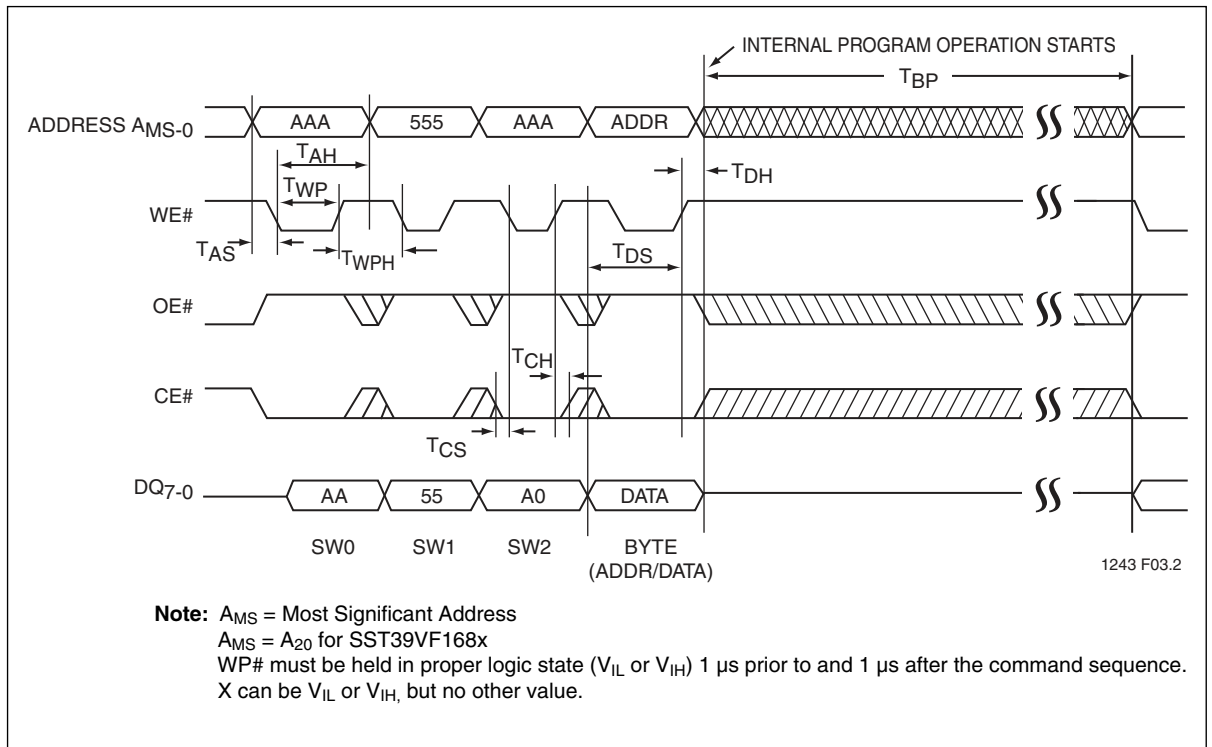 INTERNAL PROGRAM OPERATION STARTS
TBP
ADDRESS AMS-0
AAA 555 AAA ADDR
TAH
TDH
TWP
WE#
TAS
TWPH
TDS
OE#
TCH
CE#
TCS
DQ7-0
AA 55 A0 DATA
SW0 SW1 SW2 BYTE
(ADDR/DATA)
1243 F03.2
Note: AMS = Most Significant Address
AMS = A20 for SST39VF168x
WP# must be held in proper logic state (VIL or VIH) 1 µs prior to and 1 µs after the command sequence.
X can be VIL or VIH, but no other value.